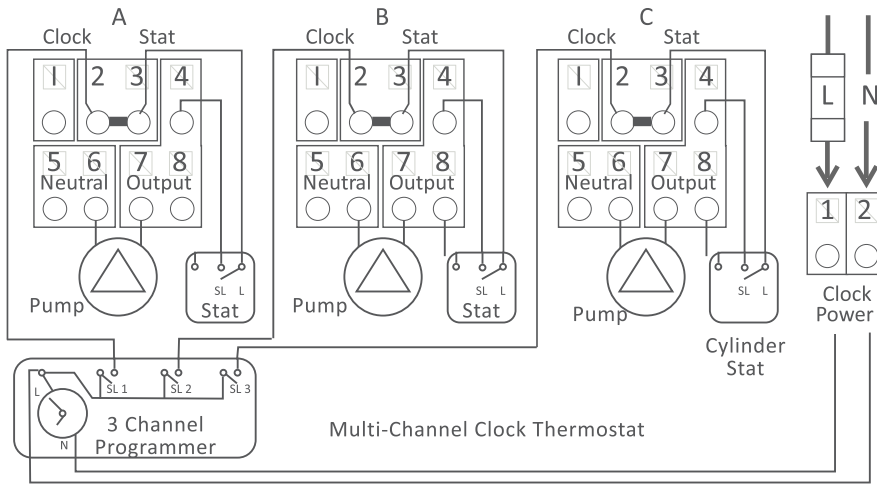 A B C
Clock Stat Clock Stat Clock Stat
1 2 3 4 1 2 3 4 1 2 3 4 L N
5 6 7 8 5 6 7 8 5 6 7 8
Neutral Output Neutral Output Neutral Output
1 2
SL L SL L SL L
Pump Stat Pump Stat Pump
Clock
Power
Cylinder
Stat
L SL 1 SL 2 SL 3
N
3 Channel
Programmer
Multi-Channel Clock Thermostat